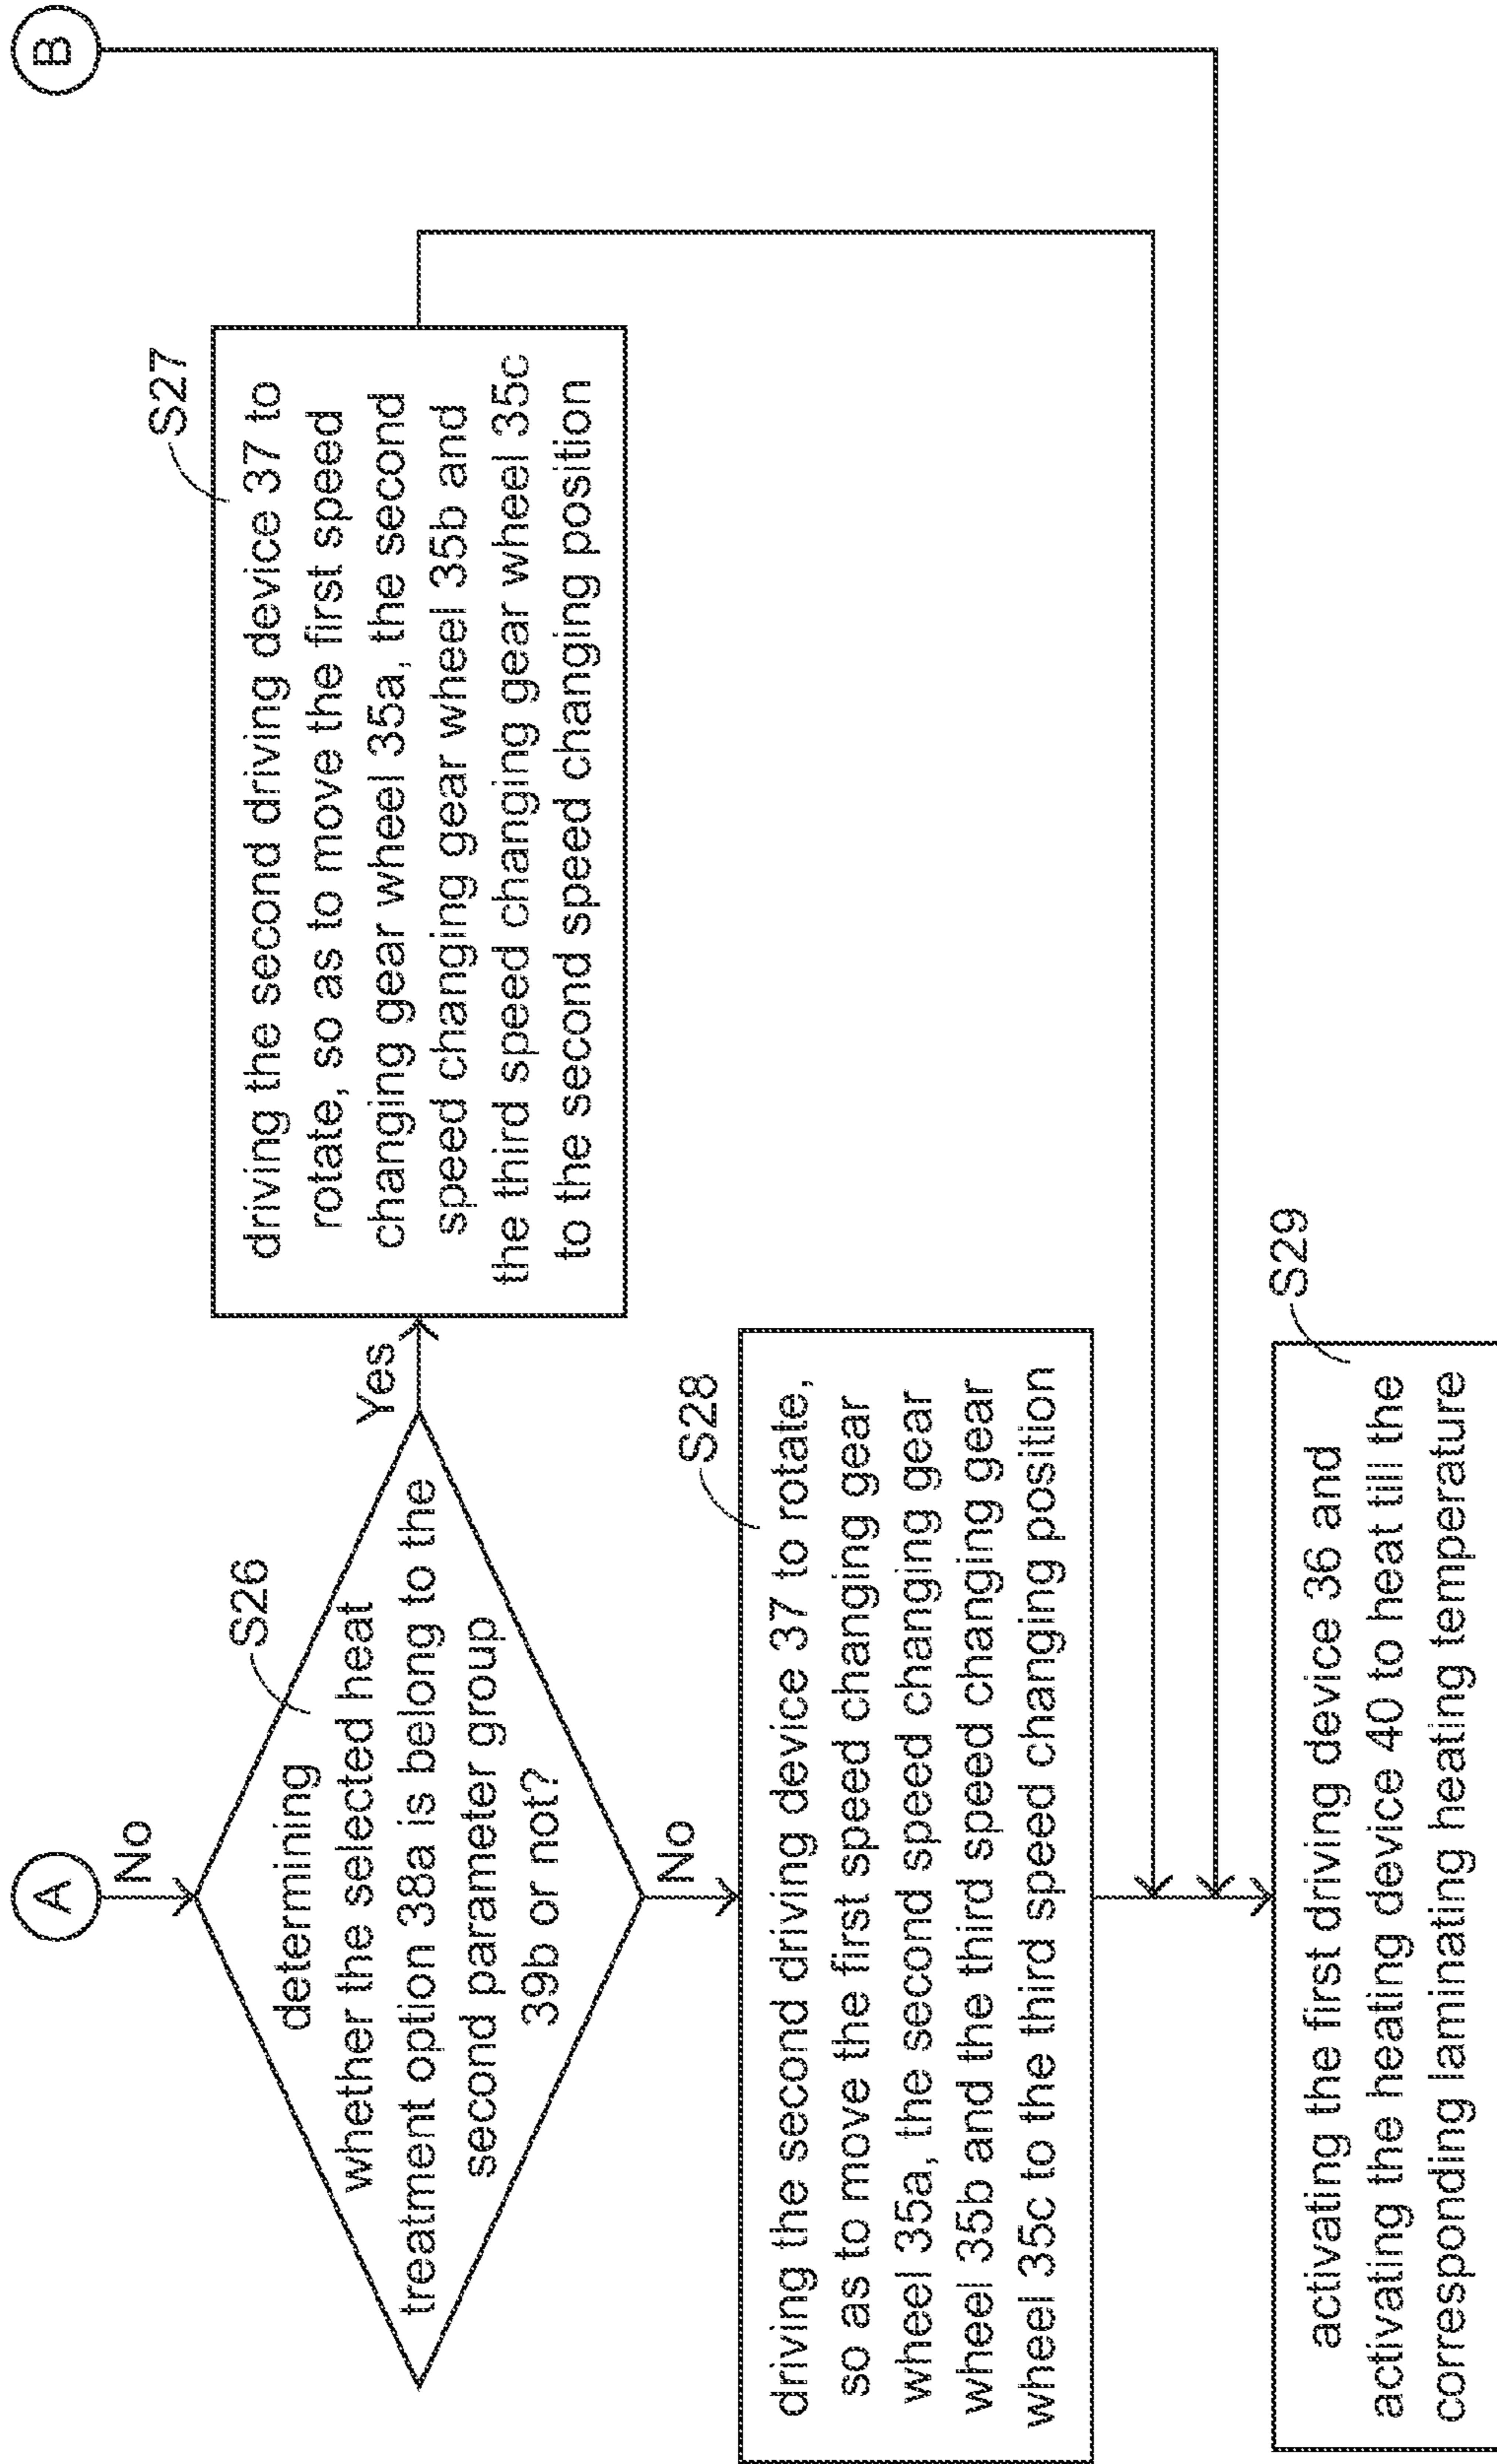 A
B
No
S26
determining
whether the selected heat
treatment option 38a is belong to the
second parameter group
39b or not?
Yes
S27
driving the second driving device 37 to
rotate, so as to move the first speed
changing gear wheel 35a, the second
speed changing gear wheel 35b and
the third speed changing gear wheel 35c
to the second speed changing position
No
S28
driving the second driving device 37 to rotate,
so as to move the first speed changing gear
wheel 35a, the second speed changing gear
wheel 35b and the third speed changing gear
wheel 35c to the third speed changing position
S29
activating the first driving device 36 and
activating the heating device 40 to heat till the
corresponding laminating heating temperature